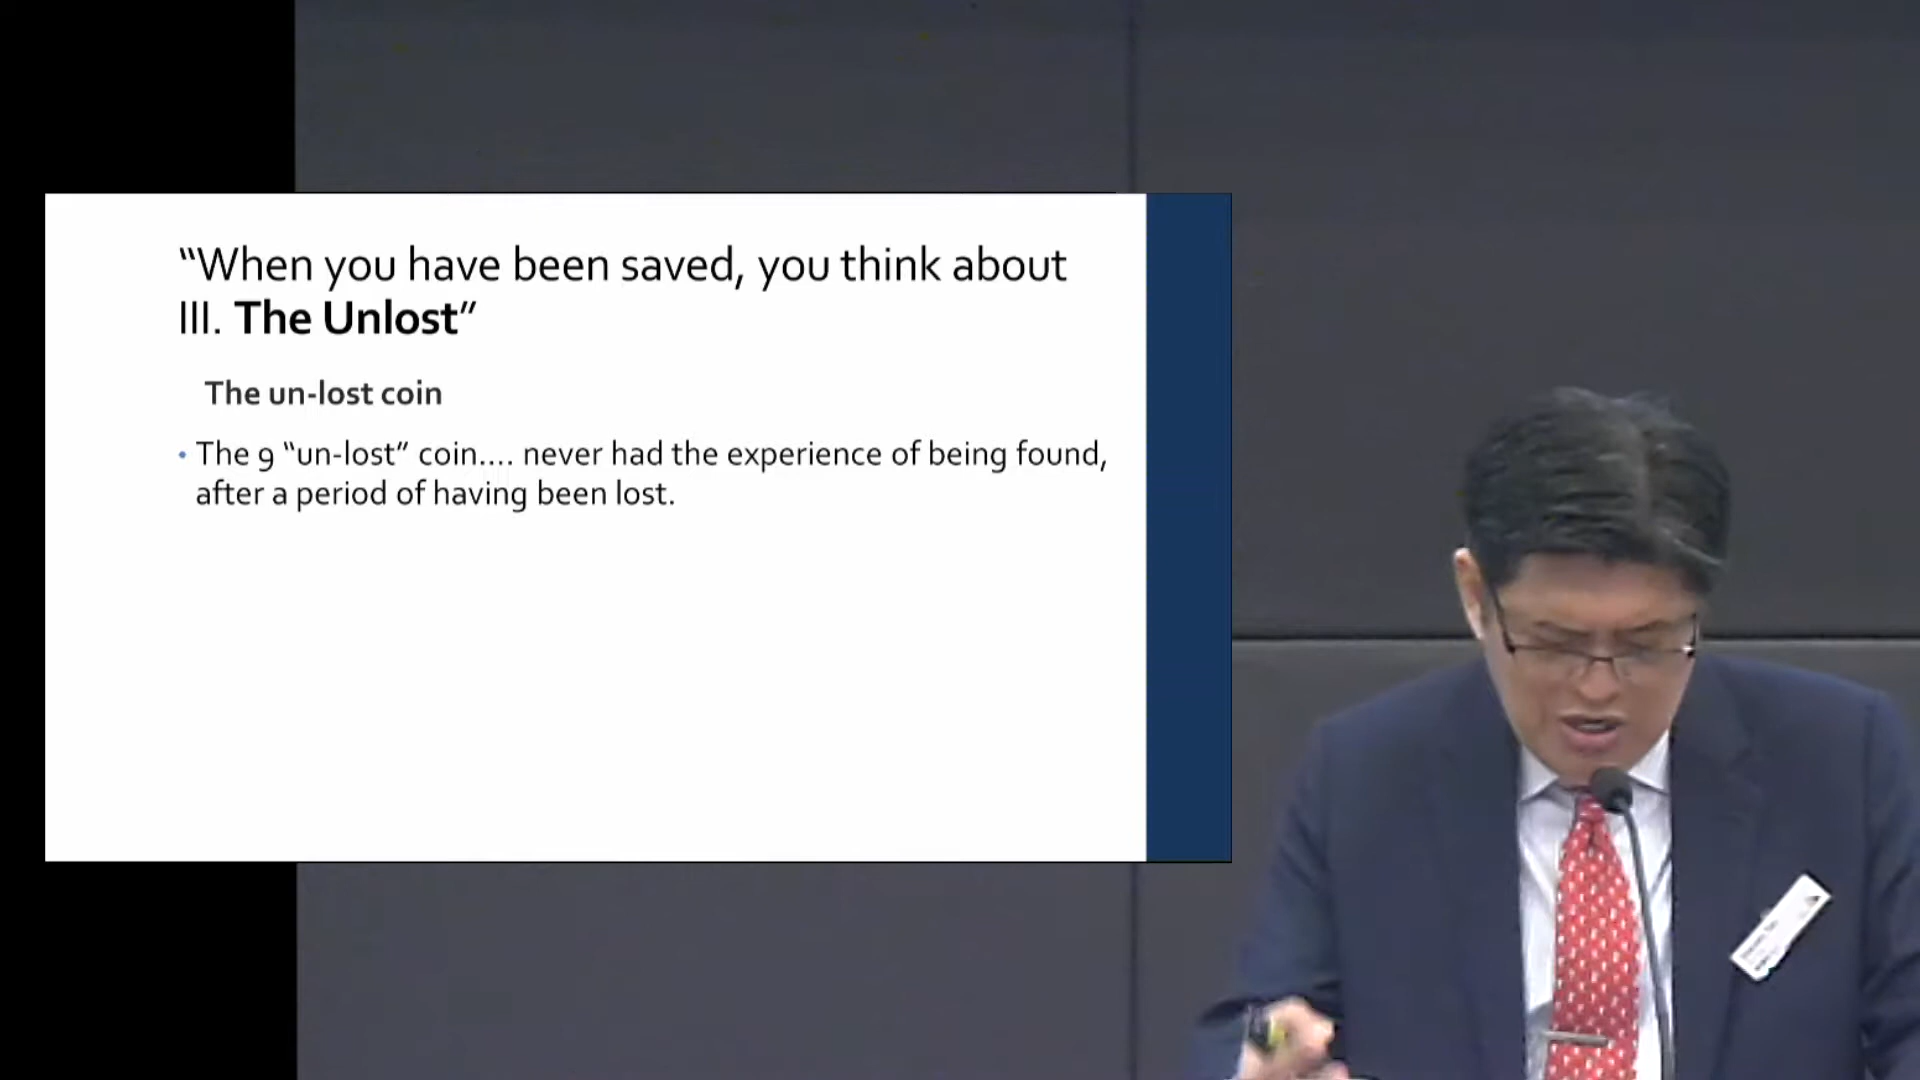 “When you have been saved, you think about
III. The Unlost”
The un-lost coin
• The 9 “un-lost” coin.... never had the experience of being found,
after a period of having been lost.